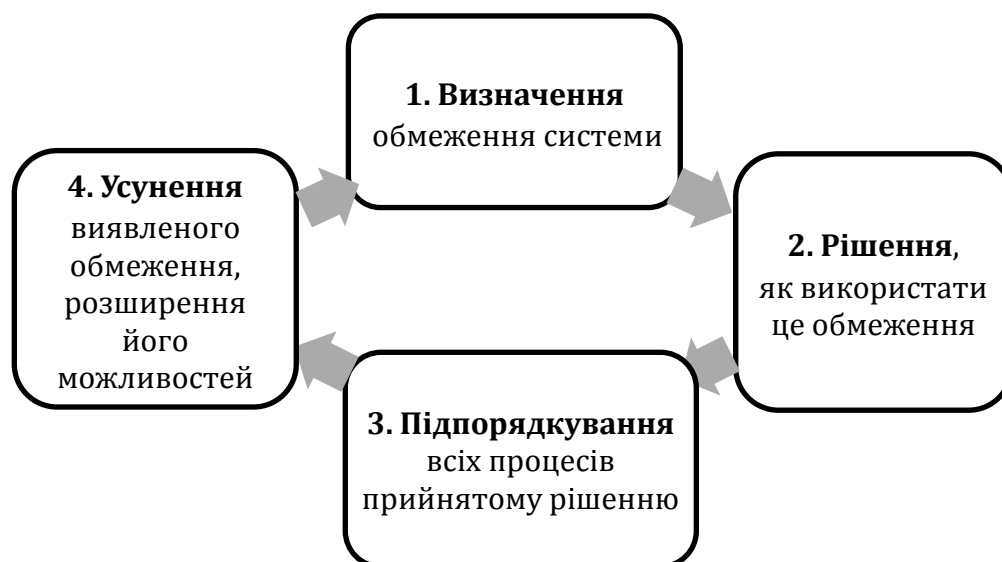 1. Визначення
обмеження системи
2. Рішення,
як використати
це обмеження
3. Підпорядкування
всіх процесів
прийнятому рішенню
4. Усунення
виявленого
обмеження,
розширення
його
можливостей